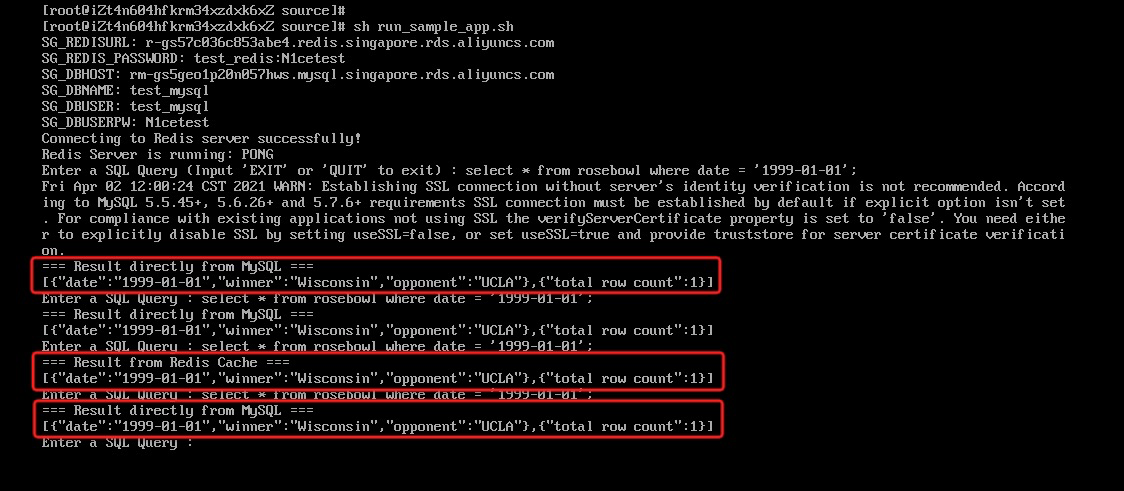 [root@iZt4n604hfkrm34xzdxk6xZ source]#
[root@iZt4n604hfkrm34xzdxk6xZ source]# sh run_sample_app.sh
SG_REDISURL: r-gs57c036c853abe4.redis.singapore.rds.aliyuncs.com
SG_REDIS_PASSWORD: test_redis:N1cetest
SG_DBHOST: rm-gs5geo1p20n057hws.mysql.singapore.rds.aliyuncs.com
SG_DBNAME: test_mysql
SG_DBUSER: test_mysql
SG_DBUSERPW: N1cetest
Connecting to Redis server successfully!
Redis Server is running: PONG
Enter a SQL Query (Input 'EXIT' or 'QUIT' to exit) : select * from rosebowl where date = '1999-01-01';
Fri Apr 02 12:00:24 CST 2021 WARN: Establishing SSL connection without server's identity verification is not recommended. Accord
ing to MySQL 5.5.45+, 5.6.26+ and 5.7.6+ requirements SSL connection must be established by default if explicit option isn't set
. For compliance with existing applications not using SSL the verifyServerCertificate property is set to 'false'. You need eithe
r to explicitly disable SSL by setting useSSL=false, or set useSSL=true and provide truststore for server certificate verificati
on.
=== Result directly from MySQL ===
[{"date":"1999-01-01","winner":"Wisconsin","opponent":"UCLA"},{"total row count":1}]
Enter a SQL Query : select * from rosebowl where date = '1999-01-01';
=== Result directly from MySQL ===
[{"date":"1999-01-01","winner":"Wisconsin","opponent":"UCLA"},{"total row count":1}]
Enter a SQL Query : select * from rosebowl where date = '1999-01-01';
=== Result from Redis Cache ===
[{"date":"1999-01-01","winner":"Wisconsin","opponent":"UCLA"},{"total row count":1}]
Enter a SQL Query : select * from rosebowl where date = '1999-01-01';
=== Result directly from MySQL ===
[{"date":"1999-01-01","winner":"Wisconsin","opponent":"UCLA"},{"total row count":1}]
Enter a SQL Query :